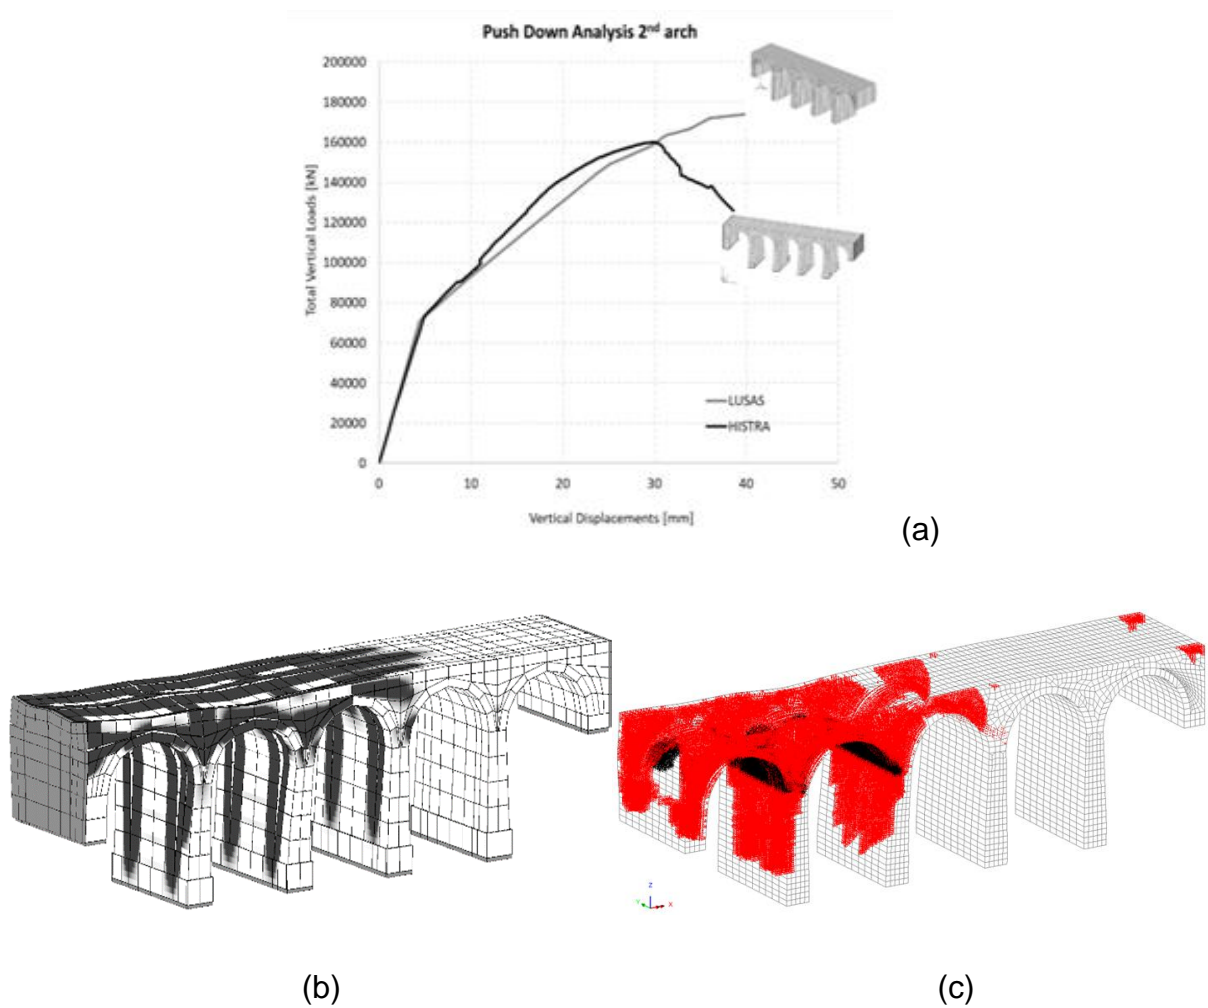 Push Down Analysis 2nd arch
200000
180000
160000
140000
120000
100000
80000
60000
40000
20000
0
Total Vertical Loads [kN]
LUSAS
HISTRA
0 10 20 30 40 50
Vertical Displacements [mm]
(a)
Z
Y X
(b) (c)